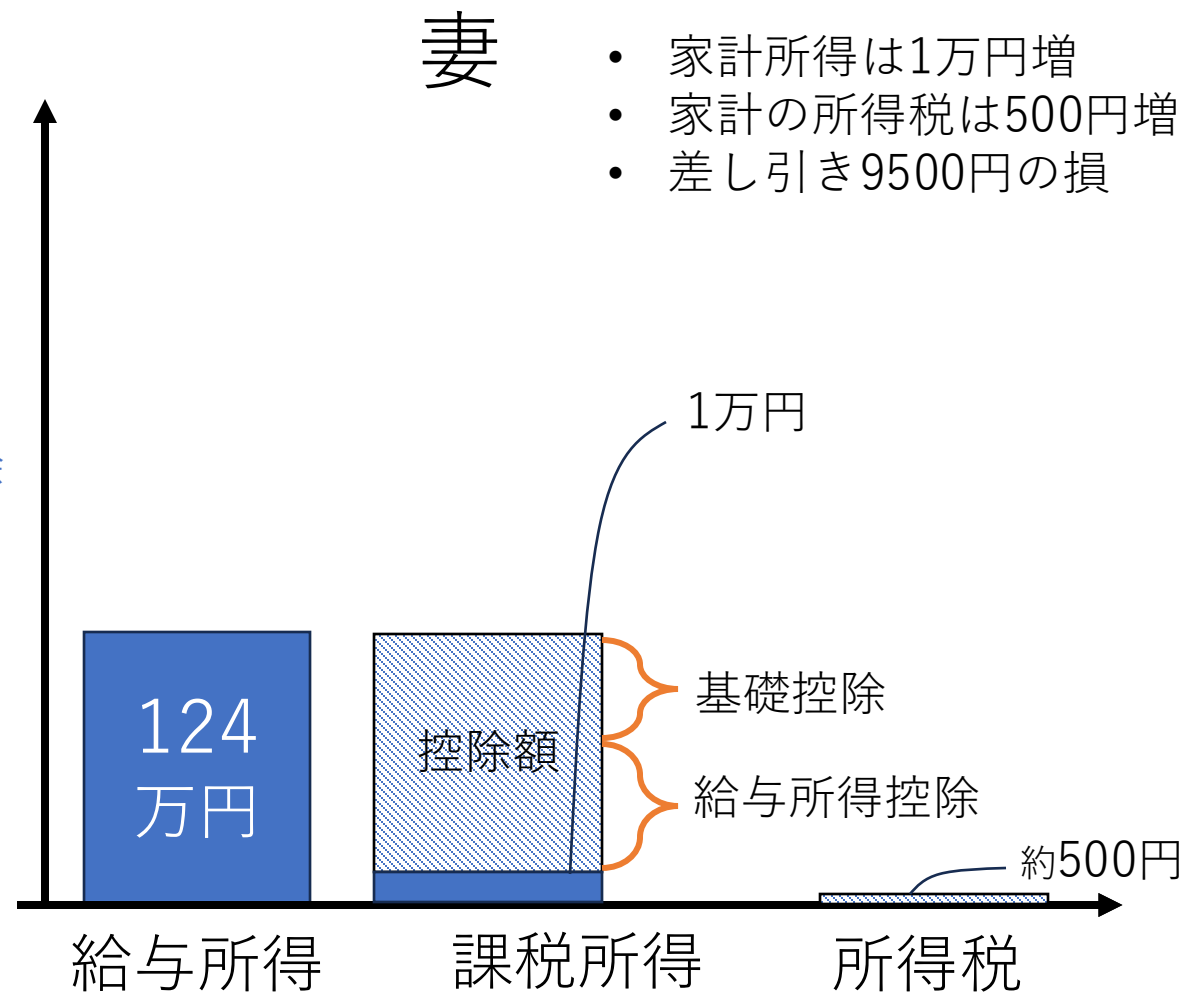 妻
• 家計所得は1万円増
• 家計の所得税は500円増
• 差し引き9500円の損
1万円
124
万円
控除額
基礎控除
給与所得控除
約500円
給与所得
課税所得
所得税